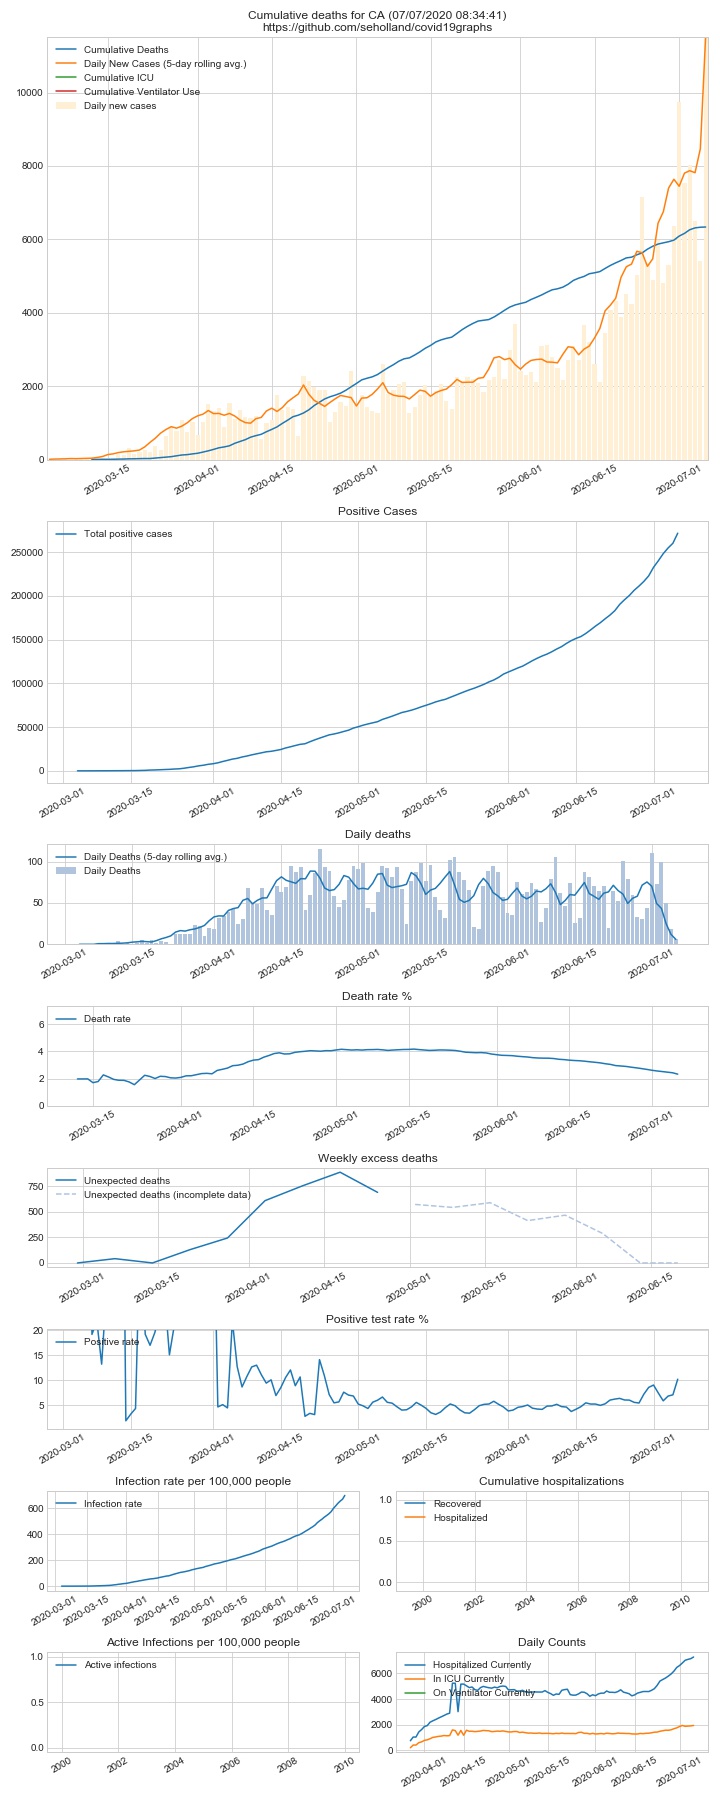 Cumulative deaths for CA (07/07/2020 08:34:41)
https://github.com/seholland/covid19graphs
Cumulative Deaths
Daily New Cases (5-day rolling avg.)
Cumulative ICU
Cumulative Ventilator Use
Daily new cases
10000
8000
6000
4000
2000
0
2020-03-15 2020-04-01 2020-04-15 2020-05-01 2020-05-15 2020-06-01 2020-06-15 2020-07-01
Positive Cases
Total positive cases
250000
200000
150000
100000
50000
0
2020-03-01 2020-03-15 2020-04-01 2020-04-15 2020-05-01 2020-05-15 2020-06-01 2020-06-15 2020-07-01
Daily deaths
Daily Deaths (5-day rolling avg.)
Daily Deaths
100
50
0
2020-03-01 2020-03-15 2020-04-01 2020-04-15 2020-05-01 2020-05-15 2020-06-01 2020-06-15 2020-07-01
Death rate %
Death rate
6
4
2
0
2020-03-15 2020-04-01 2020-04-15 2020-05-01 2020-05-15 2020-06-01 2020-06-15 2020-07-01
Weekly excess deaths
Unexpected deaths
Unexpected deaths (incomplete data)
750
500
250
0
2020-03-01 2020-03-15 2020-04-01 2020-04-15 2020-05-01 2020-05-15 2020-06-01 2020-06-15
Positive test rate %
Positive rate
20
15
10
5
2020-03-01 2020-03-15 2020-04-01 2020-04-15 2020-05-01 2020-05-15 2020-06-01 2020-06-15 2020-07-01
Infection rate per 100,000 people
Infection rate
600
400
200
0
2020-03-01 2020-03-15 2020-04-01 2020-04-15 2020-05-01 2020-05-15 2020-06-01 2020-06-15 2020-07-01
Cumulative hospitalizations
Recovered
Hospitalized
1.0
0.5
0.0
2000 2002 2004 2006 2008 2010
Active Infections per 100,000 people
Active infections
1.0
0.5
0.0
2000 2002 2004 2006 2008 2010
Daily Counts
Hospitalized Currently
In ICU Currently
On Ventilator Currently
6000
4000
2000
0
2020-04-01 2020-04-15 2020-05-01 2020-05-15 2020-06-01 2020-06-15 2020-07-01